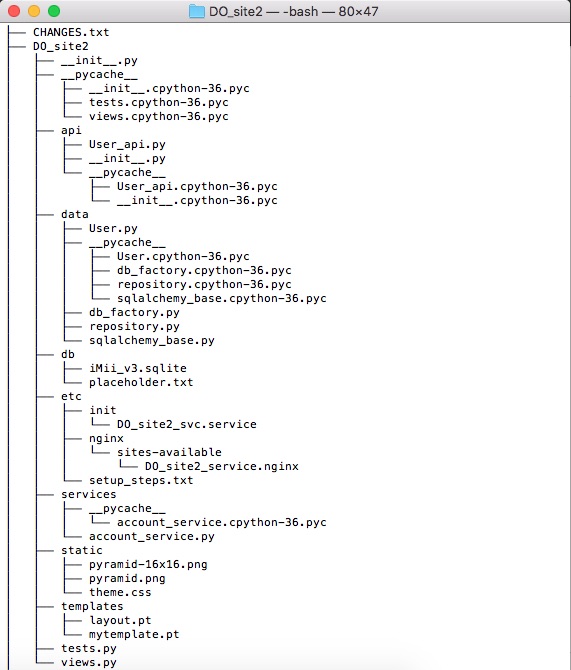 DO_site2 — -bash — 80×47
├── CHANGES.txt
├── DO_site2
│   ├── __init__.py
│   ├── __pycache__
│   │   ├── __init__.cpython-36.pyc
│   │   ├── tests.cpython-36.pyc
│   │   └── views.cpython-36.pyc
│   ├── api
│   │   ├── User_api.py
│   │   ├── __init__.py
│   │   └── __pycache__
│   │       ├── User_api.cpython-36.pyc
│   │       └── __init__.cpython-36.pyc
│   ├── data
│   │   ├── User.py
│   │   ├── __pycache__
│   │   │   ├── User.cpython-36.pyc
│   │   │   ├── db_factory.cpython-36.pyc
│   │   │   ├── repository.cpython-36.pyc
│   │   │   └── sqlalchemy_base.cpython-36.pyc
│   │   ├── db_factory.py
│   │   ├── repository.py
│   │   └── sqlalchemy_base.py
│   ├── db
│   │   ├── iMii_v3.sqlite
│   │   └── placeholder.txt
│   ├── etc
│   │   ├── init
│   │   │   └── DO_site2_svc.service
│   │   ├── nginx
│   │   │   └── sites-available
│   │   │       └── DO_site2_service.nginx
│   │   └── setup_steps.txt
│   ├── services
│   │   ├── __pycache__
│   │   │   └── account_service.cpython-36.pyc
│   │   └── account_service.py
│   ├── static
│   │   ├── pyramid-16x16.png
│   │   ├── pyramid.png
│   │   └── theme.css
│   ├── templates
│   │   ├── layout.pt
│   │   └── mytemplate.pt
│   ├── tests.py
│   └── views.py